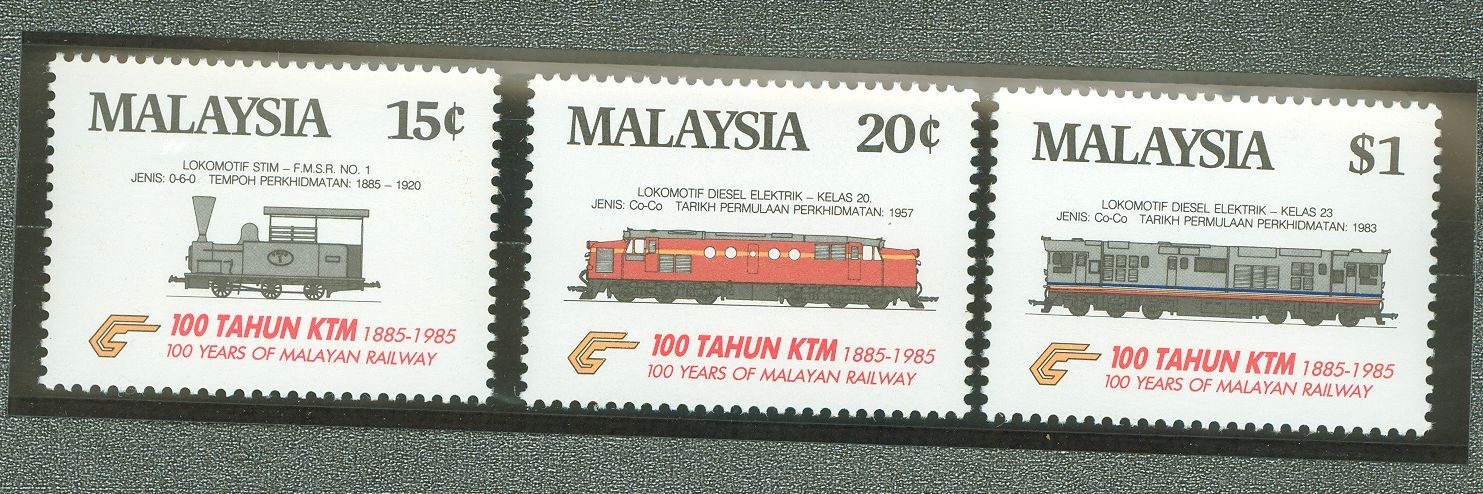 MALAYSIA 15¢
LOKOMOTIF STIM – F.M.S.R. NO. 1
JENIS: 0-6-0 TEMPOH PERKHIDMATAN: 1885 – 1920
T
100 TAHUN KTM 1885-1985
100 YEARS OF MALAYAN RAILWAY
MALAYSIA 20¢
LOKOMOTIF DIESEL ELEKTRIK – KELAS 20.
JENIS: Co-Co TARIKH PERMULAAN PERKHIDMATAN: 1957
100 TAHUN KTM 1885-1985
100 YEARS OF MALAYAN RAILWAY
MALAYSIA $1
LOKOMOTIF DIESEL ELEKTRIK – KELAS 23
JENIS: Co-Co TARIKH PERMULAAN PERKHIDMATAN: 1983
100 TAHUN KTM 1885-1985
100 YEARS OF MALAYAN RAILWAY